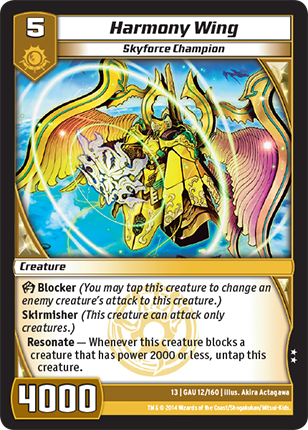 5
Harmony Wing
Skyforce Champion
Creature
Blocker (You may tap this creature to change an
enemy creature's attack to this creature.)
Skirmisher (This creature can attack only
creatures.)
Resonate — Whenever this creature blocks a
creature that has power 2000 or less, untap this
creature.
4000
13 | GAU 12/160 | illus. Akira Actagawa
TM & © 2014 Wizards of the Coast/Shogakukan/Mitsui-Kids.